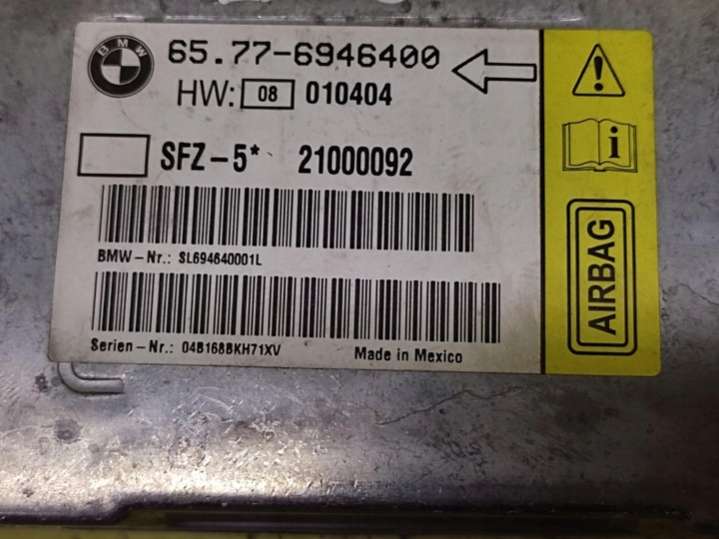 BMW
65.77-6946400
HW: 08 010404
SFZ-5* 21000092
BMW-Nr.: SL694640001L
Serien-Nr.: 04B168BKH71XV
Made in Mexico
i
AIRBAG